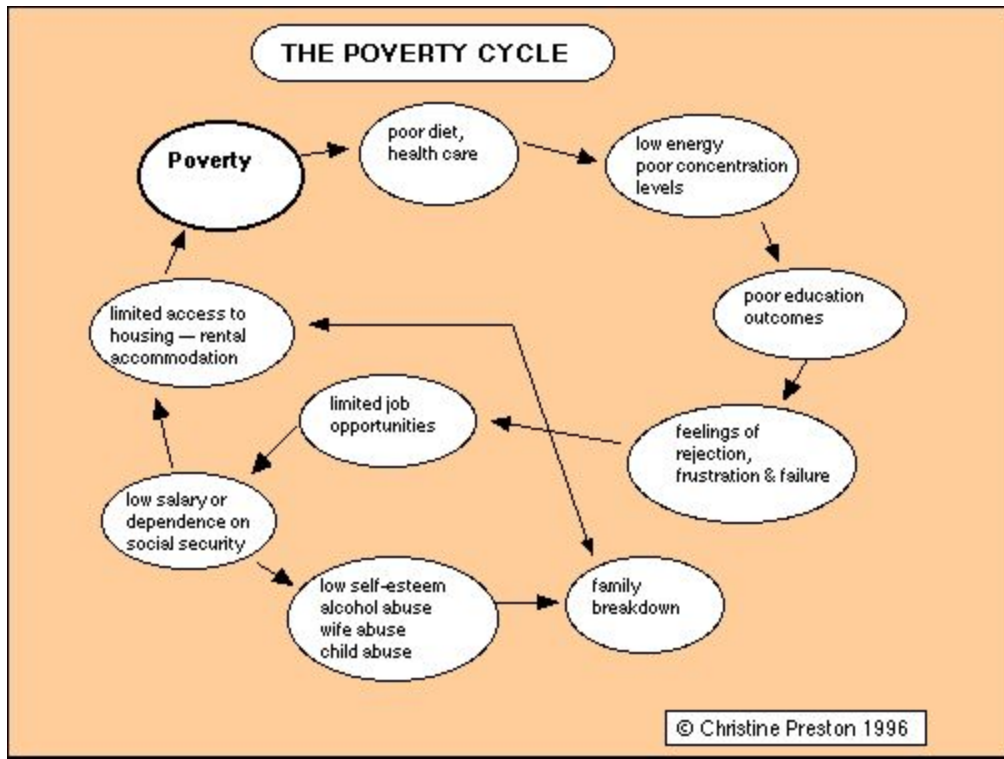 THE POVERTY CYCLE
Poverty
poor diet,
health care
low energy
poor concentration
levels
poor education
outcomes
feelings of
rejection,
frustration & failure
limited job
opportunities
low salary or
dependence on
social security
limited access to
housing — rental
accommodation
low self-esteem
alcohol abuse
wife abuse
child abuse
family
breakdown
© Christine Preston 1996